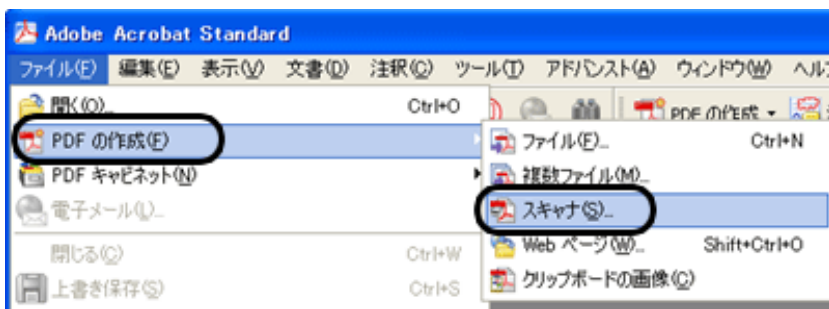 Adobe Acrobat Standard
ファイル(F) 編集(E) 表示(V) 文書(D) 注釈(C) ツール(T) アドバンスト(A) ウィンドウ(W)
開く(O)... Ctrl+O
PDF の作成
PDF の作成(F)
ファイル(F)... Ctrl+N
PDF キャビネット(N)
複数ファイル(M)...
電子メール(L)...
スキャナ(S)...
閉じる(C) Ctrl+W
Web ページ(W)... Shift+Ctrl+O
上書き保存(S) Ctrl+S
クリップボードの画像(C)